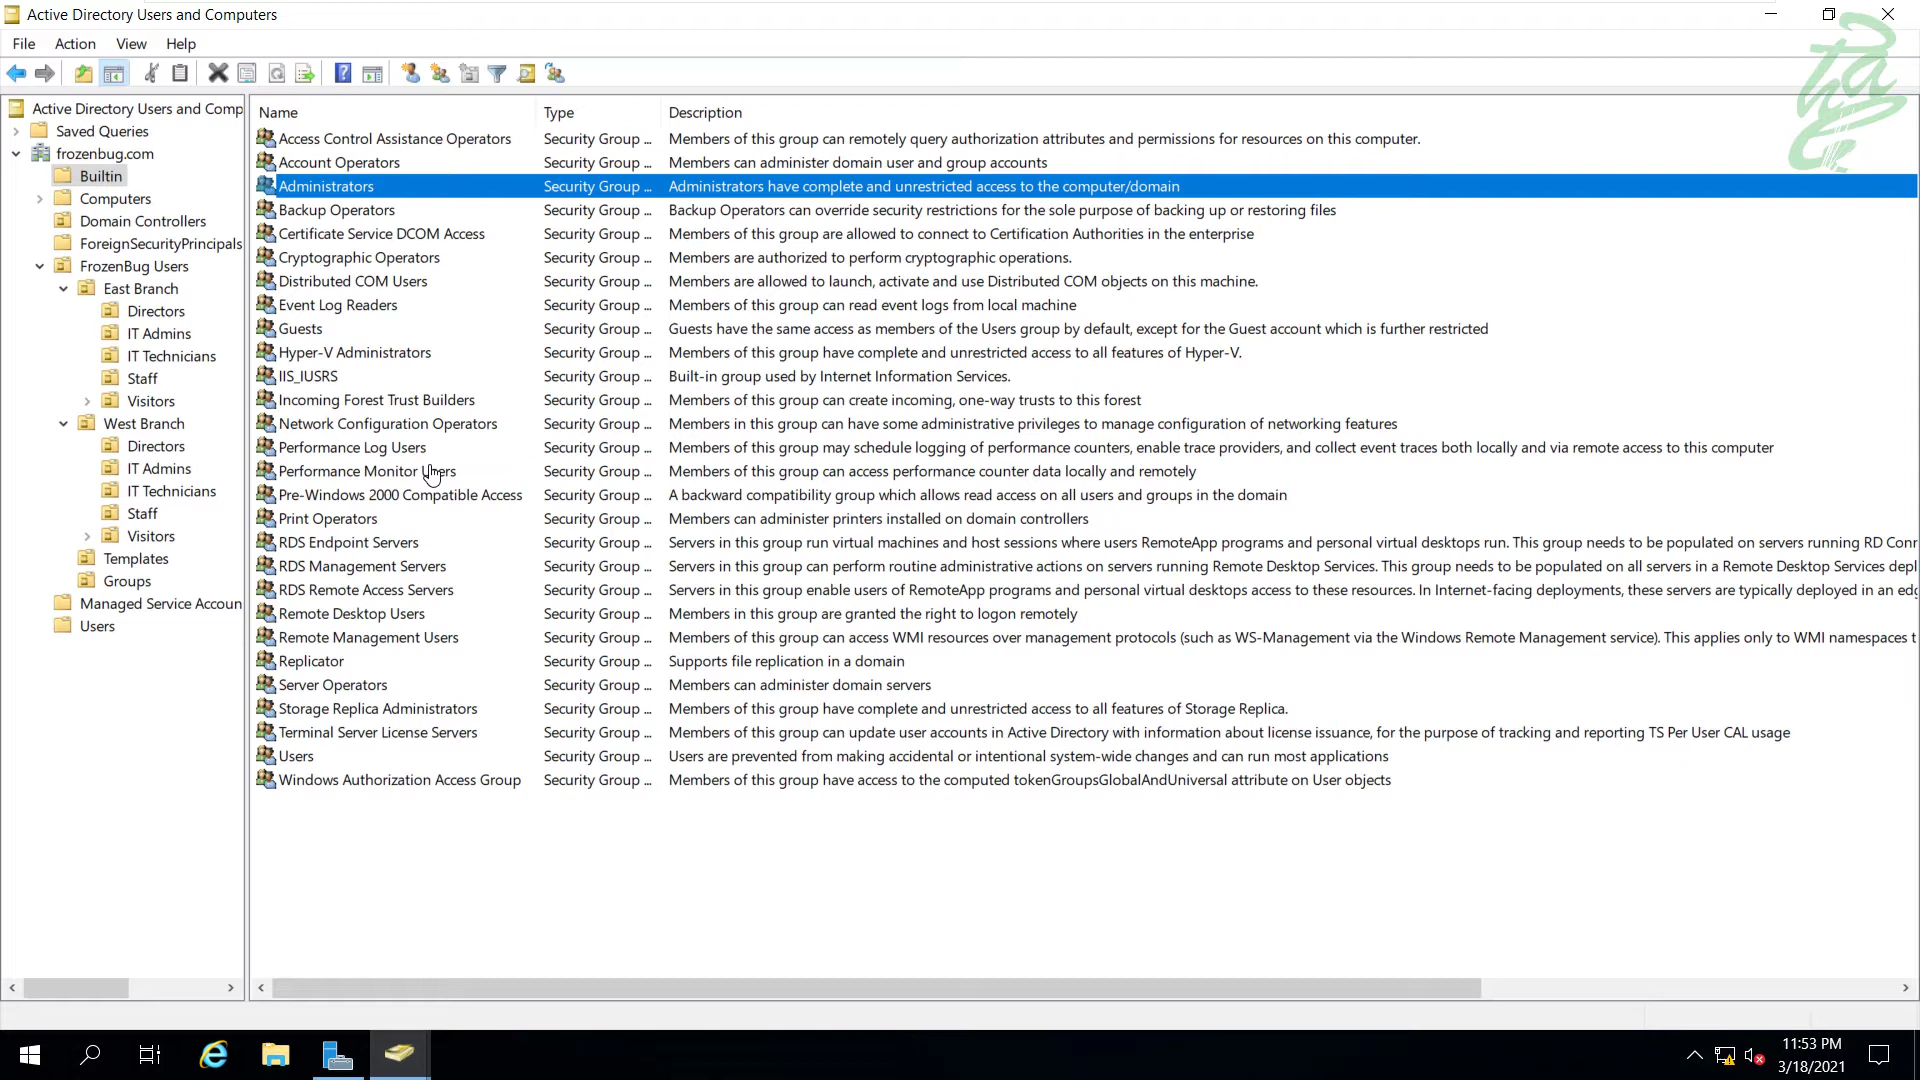 Active Directory Users and Computers
File Action View Help
Active Directory Users and Comp
Saved Queries
frozenbug.com
Builtin
Computers
Domain Controllers
ForeignSecurityPrincipals
FrozenBug Users
East Branch
Directors
IT Admins
IT Technicians
Staff
Visitors
West Branch
Directors
IT Admins
IT Technicians
Staff
Visitors
Templates
Groups
Managed Service Accoun
Users
Name Type Description
Access Control Assistance Operators Security Group ... Members of this group can remotely query authorization attributes and permissions for resources on this computer.
Account Operators Security Group ... Members can administer domain user and group accounts
Administrators Security Group ... Administrators have complete and unrestricted access to the computer/domain
Backup Operators Security Group ... Backup Operators can override security restrictions for the sole purpose of backing up or restoring files
Certificate Service DCOM Access Security Group ... Members of this group are allowed to connect to Certification Authorities in the enterprise
Cryptographic Operators Security Group ... Members are authorized to perform cryptographic operations.
Distributed COM Users Security Group ... Members are allowed to launch, activate and use Distributed COM objects on this machine.
Event Log Readers Security Group ... Members of this group can read event logs from local machine
Guests Security Group ... Guests have the same access as members of the Users group by default, except for the Guest account which is further restricted
Hyper-V Administrators Security Group ... Members of this group have complete and unrestricted access to all features of Hyper-V.
IIS_IUSRS Security Group ... Built-in group used by Internet Information Services.
Incoming Forest Trust Builders Security Group ... Members of this group can create incoming, one-way trusts to this forest
Network Configuration Operators Security Group ... Members in this group can have some administrative privileges to manage configuration of networking features
Performance Log Users Security Group ... Members of this group may schedule logging of performance counters, enable trace providers, and collect event traces both locally and via remote access to this computer
Performance Monitor Users Security Group ... Members of this group can access performance counter data locally and remotely
Pre-Windows 2000 Compatible Access Security Group ... A backward compatibility group which allows read access on all users and groups in the domain
Print Operators Security Group ... Members can administer printers installed on domain controllers
RDS Endpoint Servers Security Group ... Servers in this group run virtual machines and host sessions where users RemoteApp programs and personal virtual desktops run. This group needs to be populated on servers running RD Conr
RDS Management Servers Security Group ... Servers in this group can perform routine administrative actions on servers running Remote Desktop Services. This group needs to be populated on all servers in a Remote Desktop Services depl
RDS Remote Access Servers Security Group ... Servers in this group enable users of RemoteApp programs and personal virtual desktops access to these resources. In Internet-facing deployments, these servers are typically deployed in an edg
Remote Desktop Users Security Group ... Members in this group are granted the right to logon remotely
Remote Management Users Security Group ... Members of this group can access WMI resources over management protocols (such as WS-Management via the Windows Remote Management service). This applies only to WMI namespaces t
Replicator Security Group ... Supports file replication in a domain
Server Operators Security Group ... Members can administer domain servers
Storage Replica Administrators Security Group ... Members of this group have complete and unrestricted access to all features of Storage Replica.
Terminal Server License Servers Security Group ... Members of this group can update user accounts in Active Directory with information about license issuance, for the purpose of tracking and reporting TS Per User CAL usage
Users Security Group ... Users are prevented from making accidental or intentional system-wide changes and can run most applications
Windows Authorization Access Group Security Group ... Members of this group have access to the computed tokenGroupsGlobalAndUniversal attribute on User objects
11:53 PM
3/18/2021